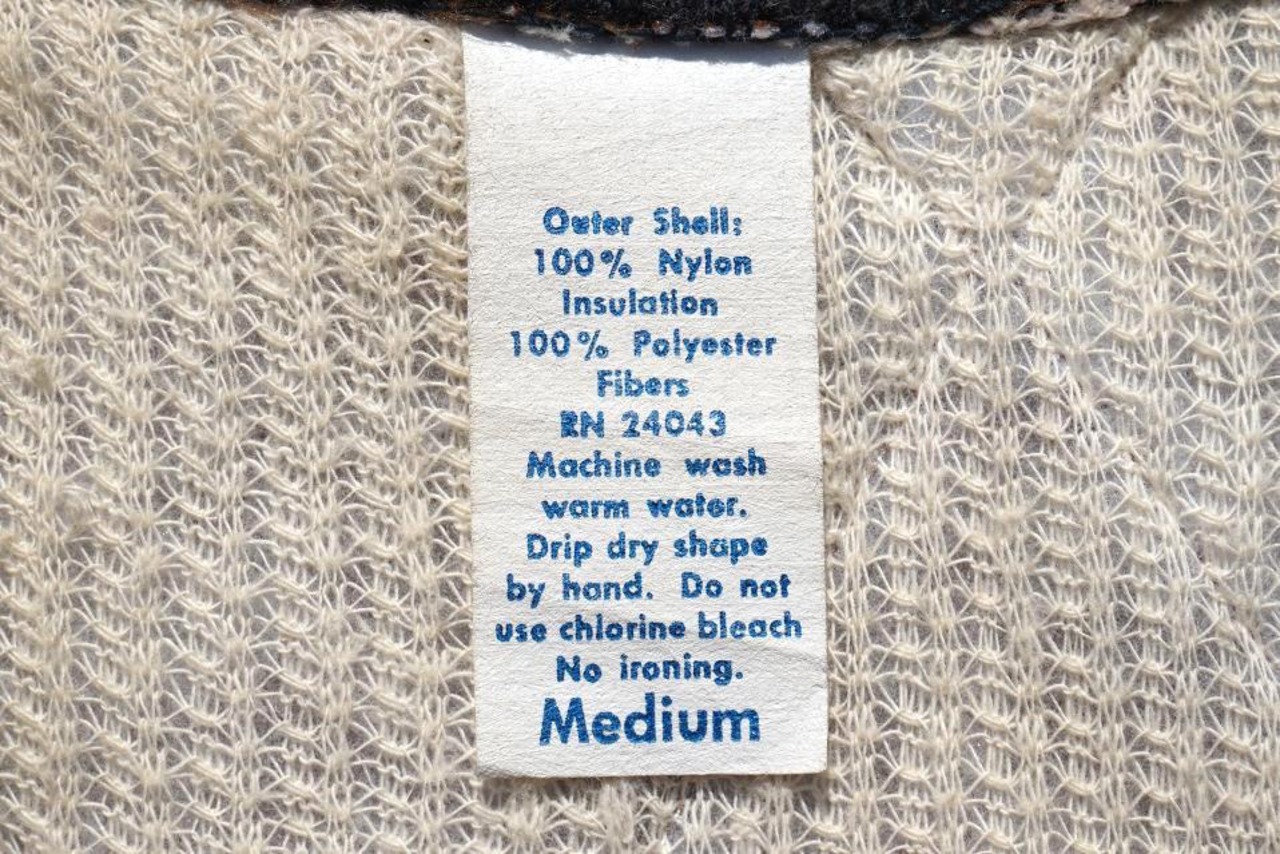 Outer Shell:
100% Nylon
Insulation
100% Polyester
Fibers
RN 24043
Machine wash
warm water.
Drip dry shape
by hand. Do not
use chlorine bleach
No ironing.
Medium